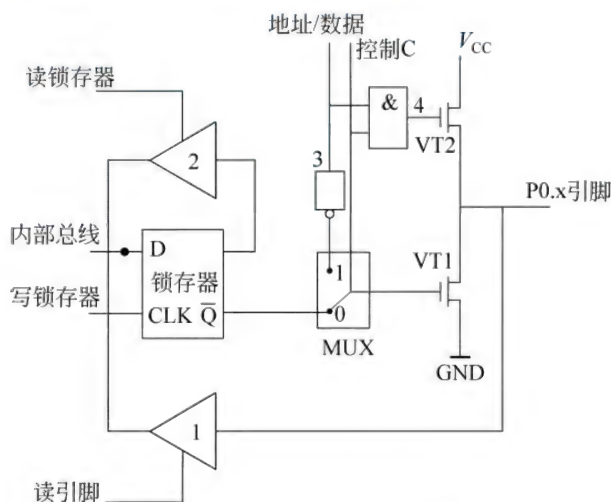 地址/数据
控制C
VCC
读锁存器
&
4
VT2
3
2
P0.x引脚
内部总线
D
锁存器
1
VT1
写锁存器
CLK Q̅
0
MUX
GND
1
读引脚